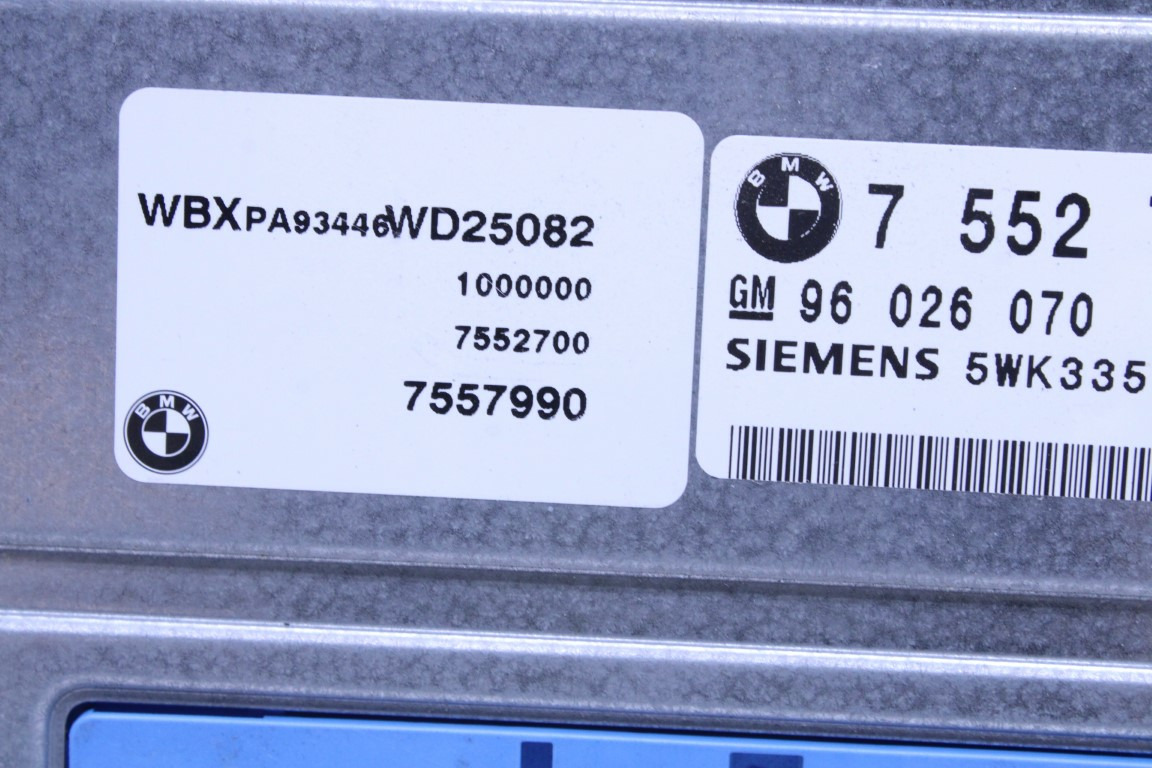 WBXPA93446WD25082
1000000
7552700
7557990
BMW
BMW 7 552
GM 96 026 070
SIEMENS 5WK335